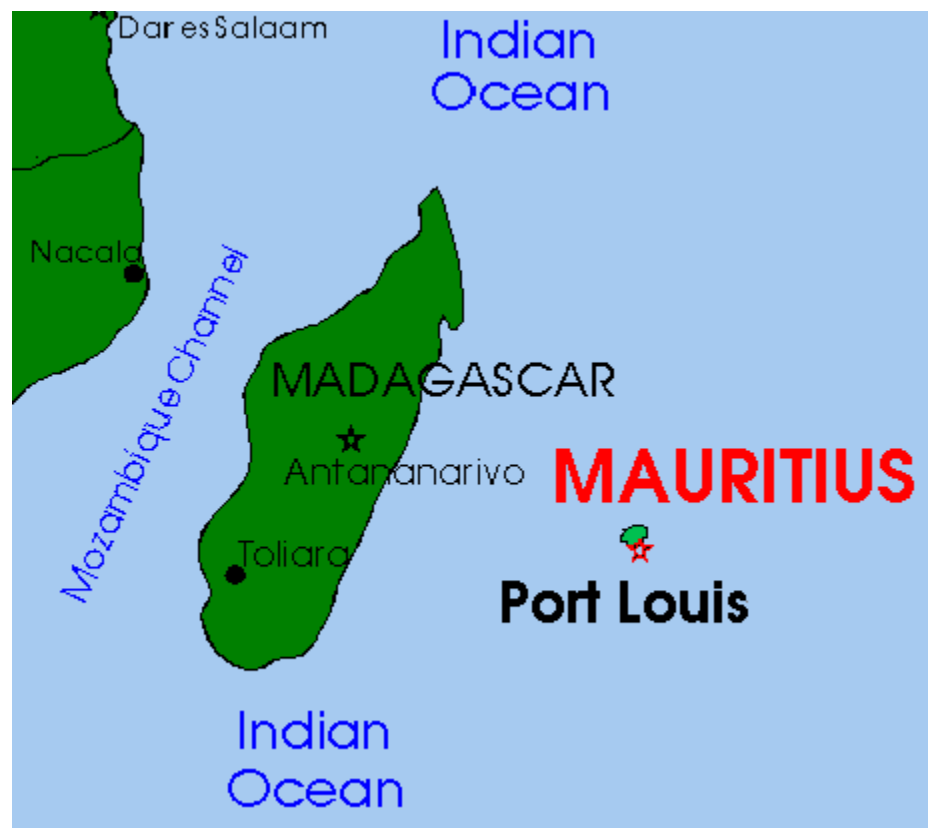 Dar es Salaam
Indian
Ocean
Nacala
Mozambique Channel
MADAGASCAR
Antananarivo
MAURITIUS
Toliara
Port Louis
Indian
Ocean